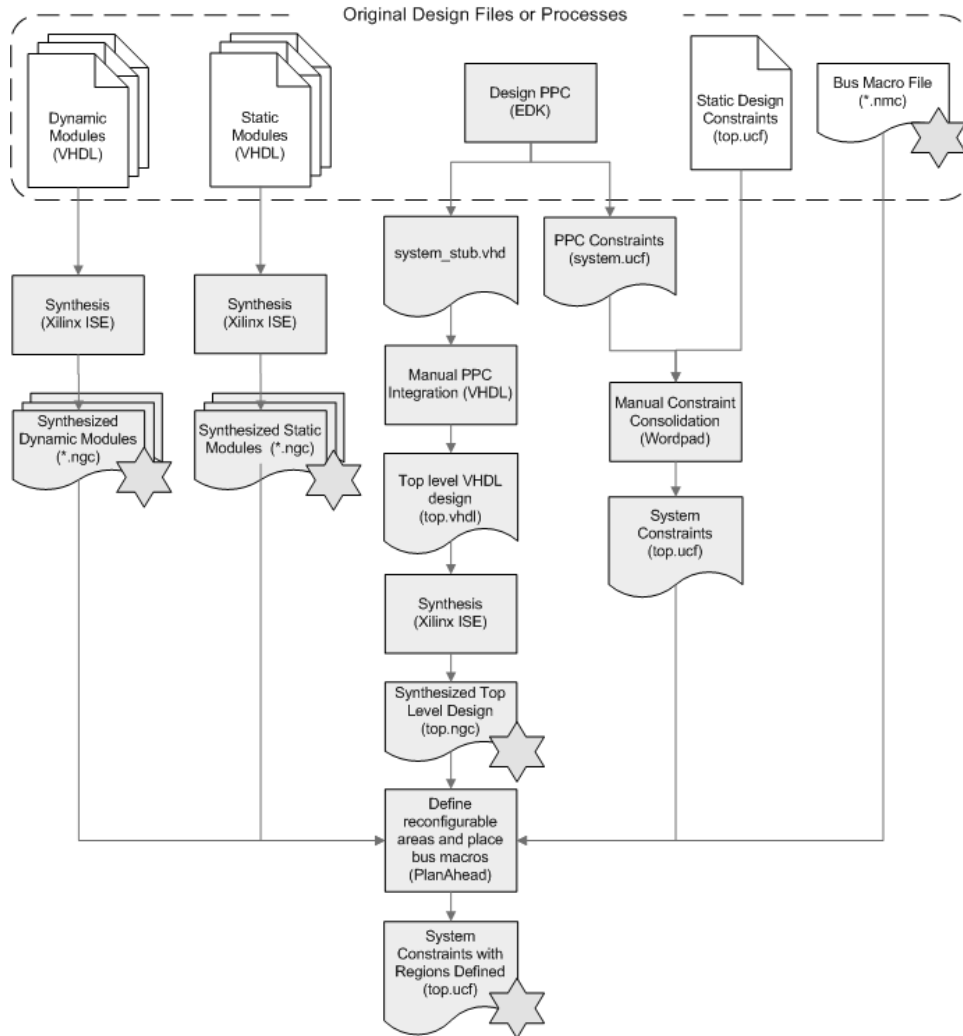 Original Design Files or Processes
Dynamic
Modules
(VHDL)
Static
Modules
(VHDL)
Design PPC
(EDK)
Static Design
Constraints
(top.ucf)
Bus Macro File
(*.nmc)
system_stub.vhd
PPC Constraints
(system.ucf)
Synthesis
(Xilinx ISE)
Synthesis
(Xilinx ISE)
Manual PPC
Integration (VHDL)
Manual Constraint
Consolidation
(Wordpad)
Synthesized
Dynamic Modules
(*.ngc)
Synthesized Static
Modules (*.ngc)
Top level VHDL
design
(top.vhdl)
System
Constraints
(top.ucf)
Synthesis
(Xilinx ISE)
Synthesized Top
Level Design
(top.ngc)
Define
reconfigurable
areas and place
bus macros
(PlanAhead)
System
Constraints with
Regions Defined
(top.ucf)